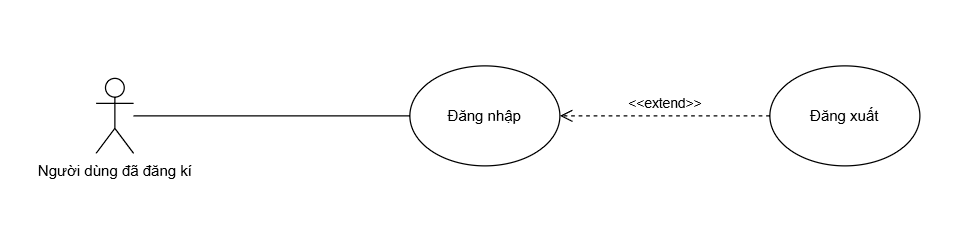 <<extend>>
Đăng nhập
Đăng xuất
Người dùng đã đăng kí